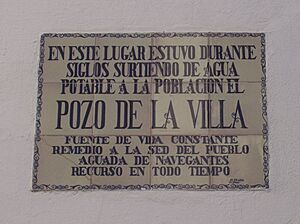 EN ESTE LUGAR ESTUVO DURANTE
SIGLOS SURTIENDO DE AGUA
POTABLE A LA POBLACION EL
POZO DE LA VILLA
FUENTE DE VIDA CONSTANTE
REMEDIO A LA SED DEL PUEBLO
AGUADA DE NAVEGANTES
RECURSO EN TODO TIEMPO